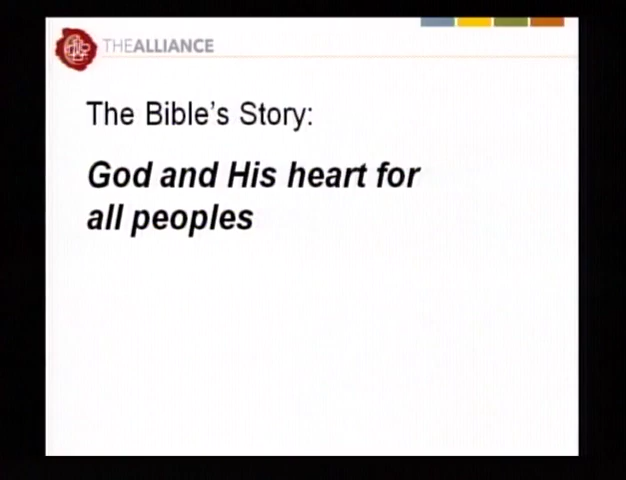 THEALLIANCE
The Bible's Story:
God and His heart for
all peoples